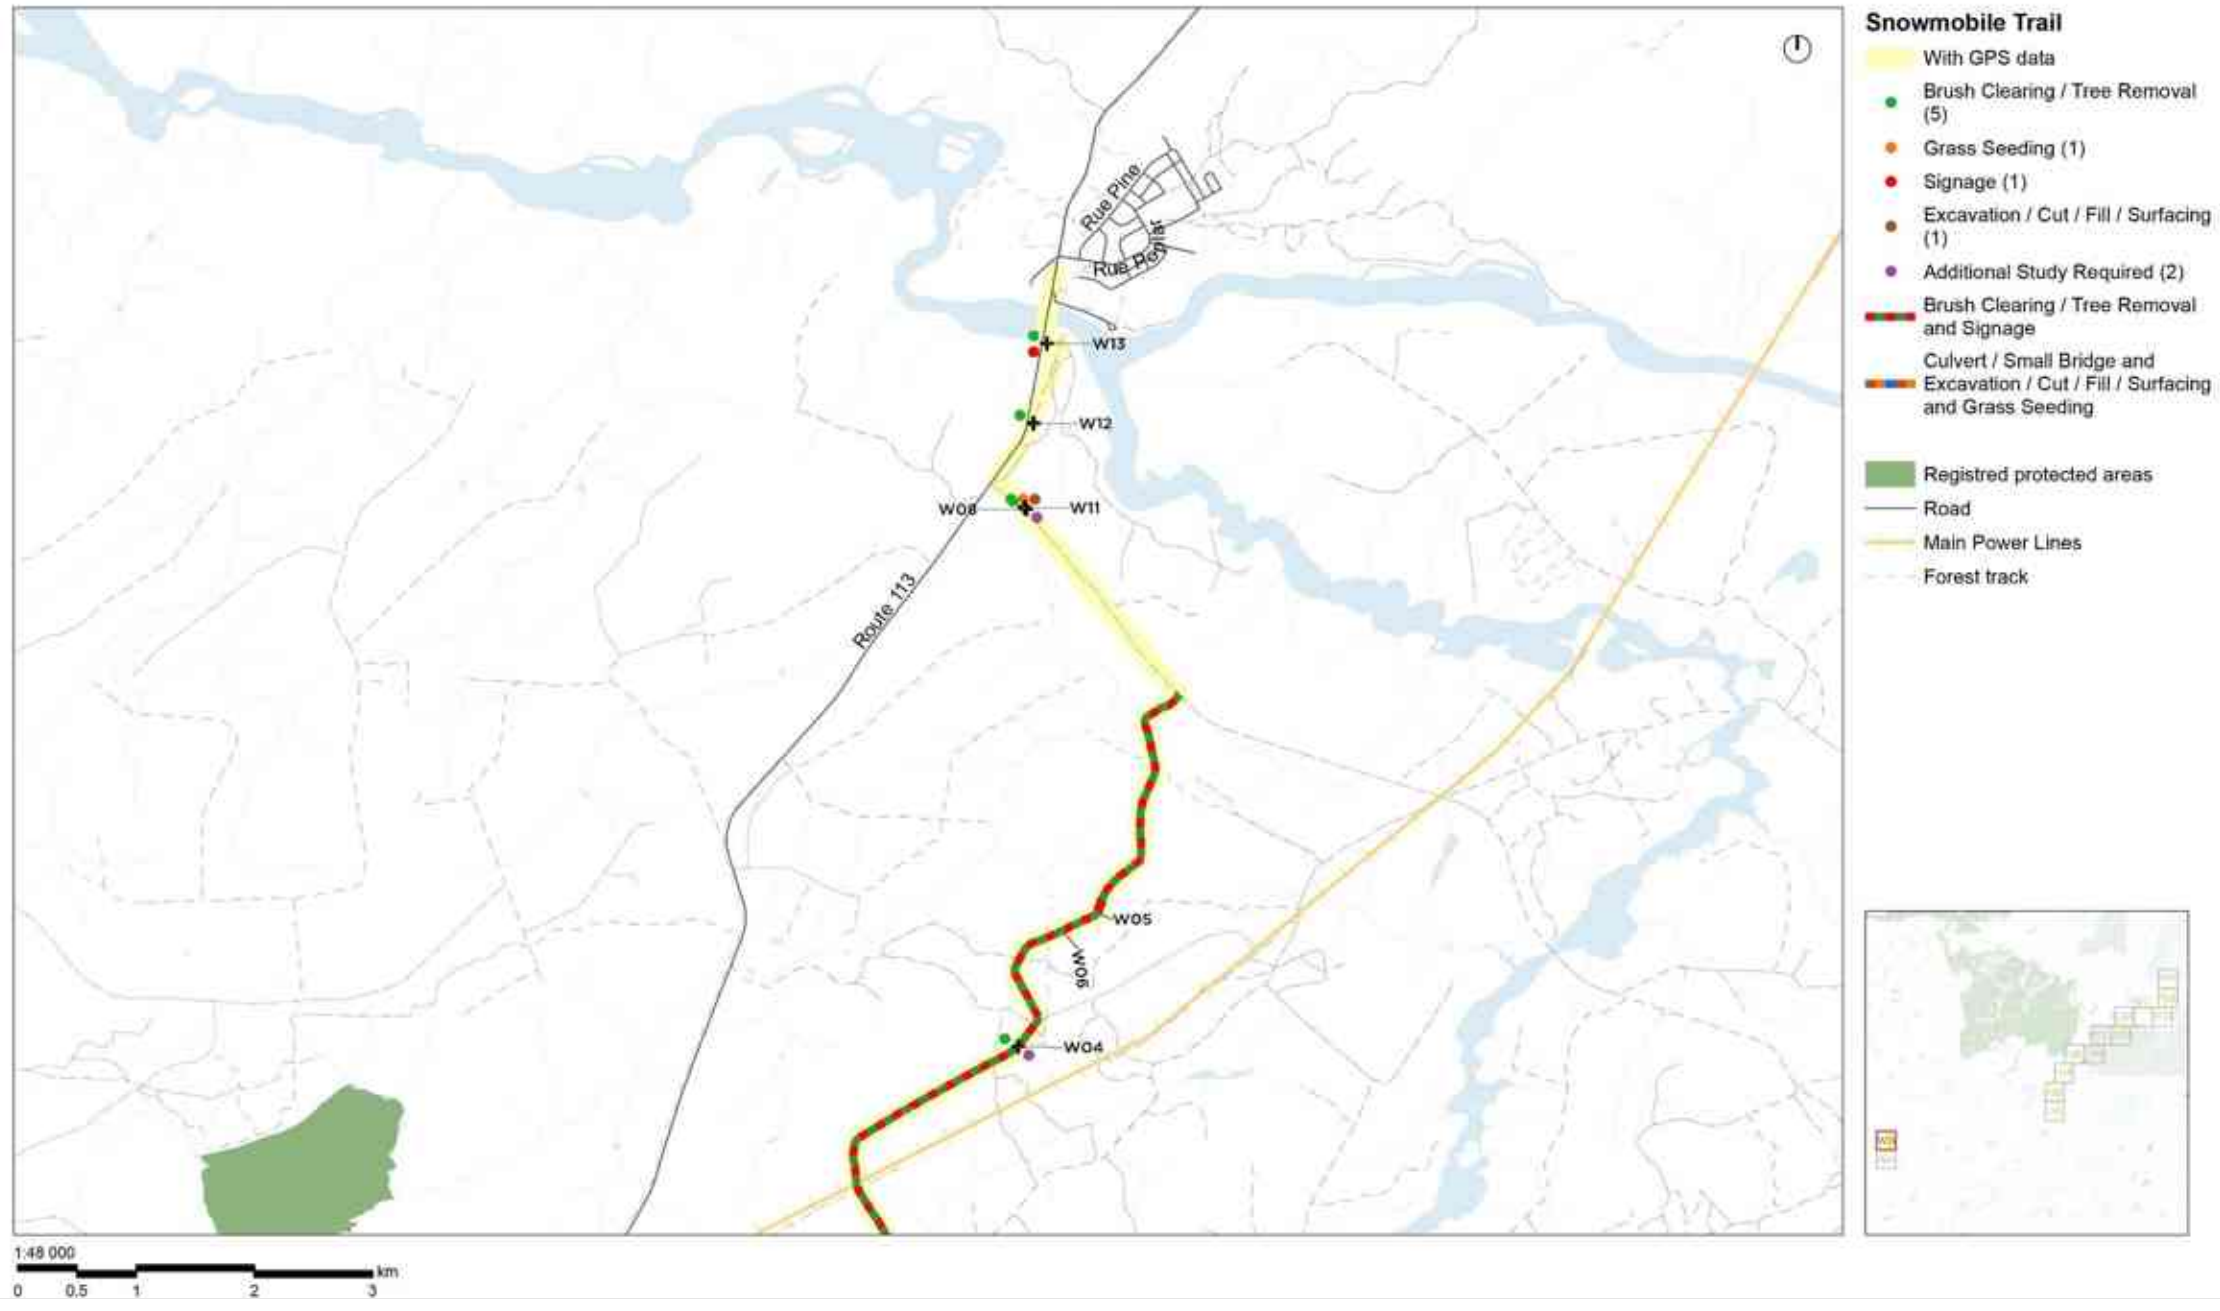 Snowmobile Trail
With GPS data
Brush Clearing / Tree Removal
(5)
Grass Seeding (1)
Signage (1)
Excavation / Cut / Fill / Surfacing
(1)
Additional Study Required (2)
Brush Clearing / Tree Removal
and Signage
Culvert / Small Bridge and
Excavation / Cut / Fill / Surfacing
and Grass Seeding
Registred protected areas
Road
Main Power Lines
Forest track
Rue Pine
Rue Poplar
W13
W12
W08
W11
Route 113
W05
W06
W04
1:48 000
km
0 0.5 1 2 3